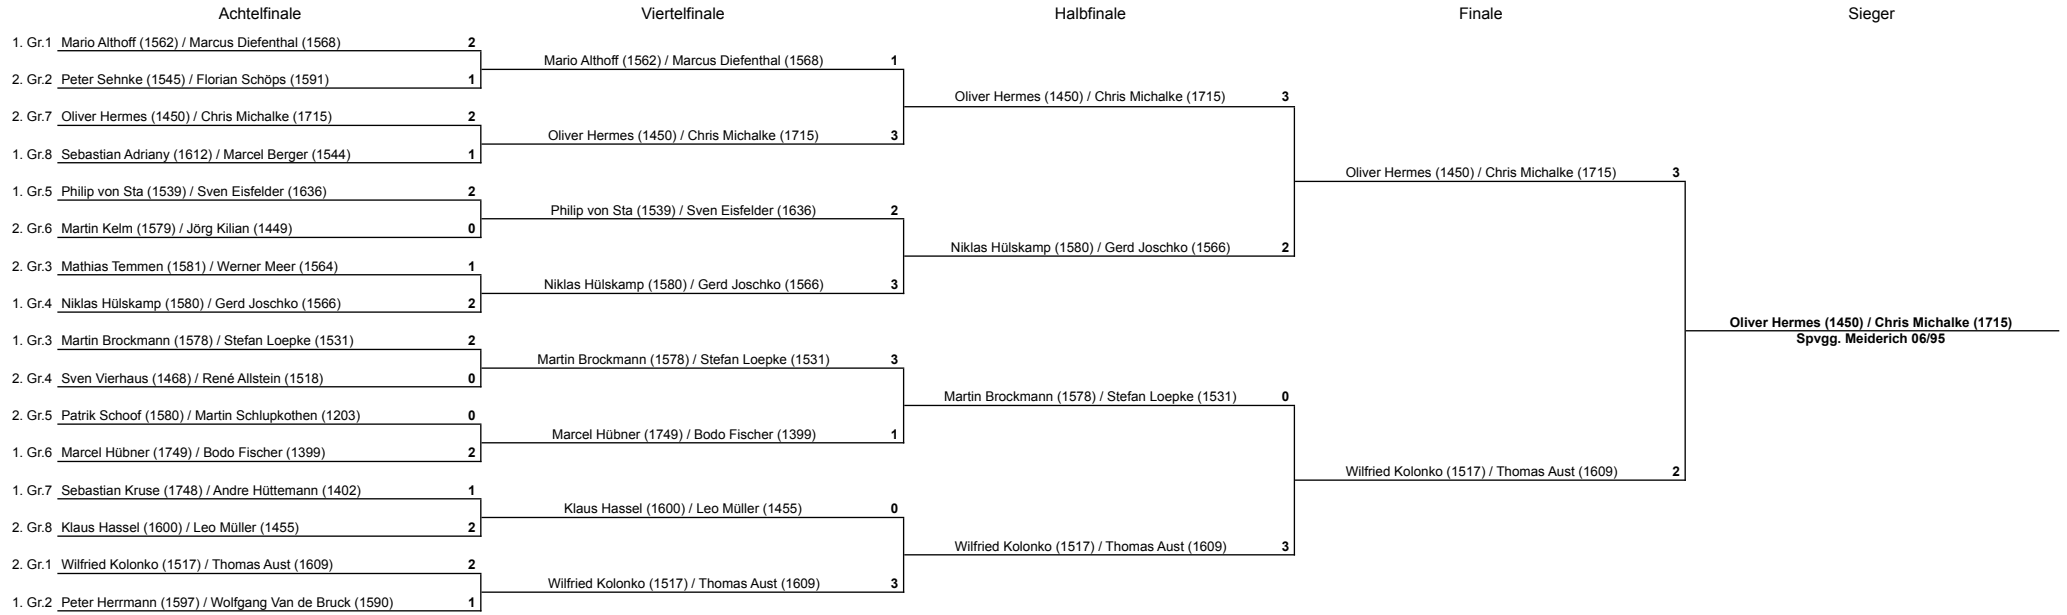 Achtelfinale
Viertelfinale
Halbfinale
Finale
Sieger
1. Gr.1 Mario Althoff (1562) / Marcus Diefenthal (1568) 2
2. Gr.2 Peter Sehnke (1545) / Florian Schöps (1591) 1
2. Gr.7 Oliver Hermes (1450) / Chris Michalke (1715) 2
1. Gr.8 Sebastian Adriany (1612) / Marcel Berger (1544) 1
1. Gr.5 Philip von Sta (1539) / Sven Eisfelder (1636) 2
2. Gr.6 Martin Kelm (1579) / Jörg Kilian (1449) 0
2. Gr.3 Mathias Temmen (1581) / Werner Meer (1564) 1
1. Gr.4 Niklas Hülskamp (1580) / Gerd Joschko (1566) 2
1. Gr.3 Martin Brockmann (1578) / Stefan Loepke (1531) 2
2. Gr.4 Sven Vierhaus (1468) / René Allstein (1518) 0
2. Gr.5 Patrik Schoof (1580) / Martin Schlupkothen (1203) 0
1. Gr.6 Marcel Hübner (1749) / Bodo Fischer (1399) 2
1. Gr.7 Sebastian Kruse (1748) / Andre Hüttemann (1402) 1
2. Gr.8 Klaus Hassel (1600) / Leo Müller (1455) 2
2. Gr.1 Wilfried Kolonko (1517) / Thomas Aust (1609) 2
1. Gr.2 Peter Herrmann (1597) / Wolfgang Van de Bruck (1590) 1
Mario Althoff (1562) / Marcus Diefenthal (1568) 1
Oliver Hermes (1450) / Chris Michalke (1715) 3
Philip von Sta (1539) / Sven Eisfelder (1636) 2
Niklas Hülskamp (1580) / Gerd Joschko (1566) 3
Martin Brockmann (1578) / Stefan Loepke (1531) 3
Marcel Hübner (1749) / Bodo Fischer (1399) 1
Klaus Hassel (1600) / Leo Müller (1455) 0
Wilfried Kolonko (1517) / Thomas Aust (1609) 3
Oliver Hermes (1450) / Chris Michalke (1715) 3
Niklas Hülskamp (1580) / Gerd Joschko (1566) 2
Martin Brockmann (1578) / Stefan Loepke (1531) 0
Wilfried Kolonko (1517) / Thomas Aust (1609) 3
Oliver Hermes (1450) / Chris Michalke (1715) 3
Wilfried Kolonko (1517) / Thomas Aust (1609) 2
Oliver Hermes (1450) / Chris Michalke (1715)
Spvgg. Meiderich 06/95